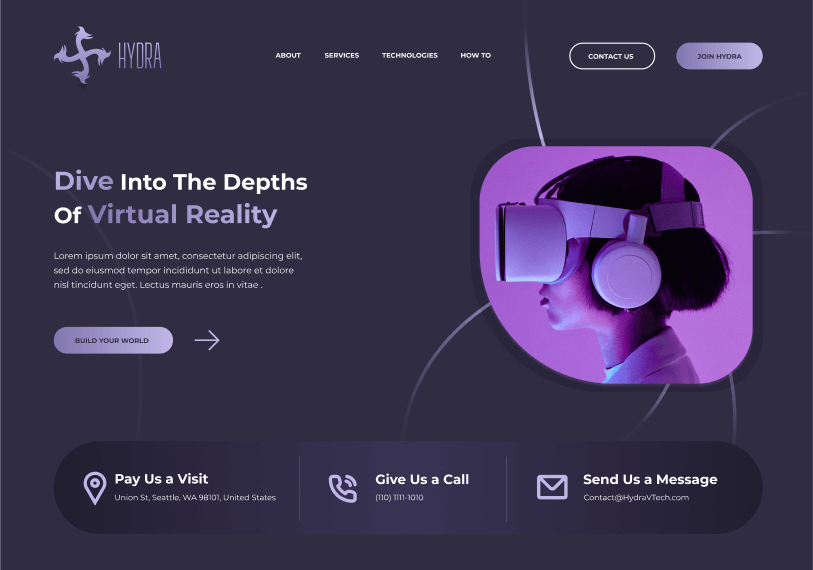 HYDRA
ABOUT
SERVICES
TECHNOLOGIES
HOW TO
CONTACT US
JOIN HYDRA
Dive Into The Depths
Of Virtual Reality
Lorem ipsum dolor sit amet, consectetur adipiscing elit,
sed do eiusmod tempor incididunt ut labore et dolore
nisl tincidunt eget. Lectus mauris eros in vitae .
BUILD YOUR WORLD
Pay Us a Visit
Union St, Seattle, WA 98101, United States
Give Us a Call
(110) 1111-1010
Send Us a Message
Contact@HydraVTech.com